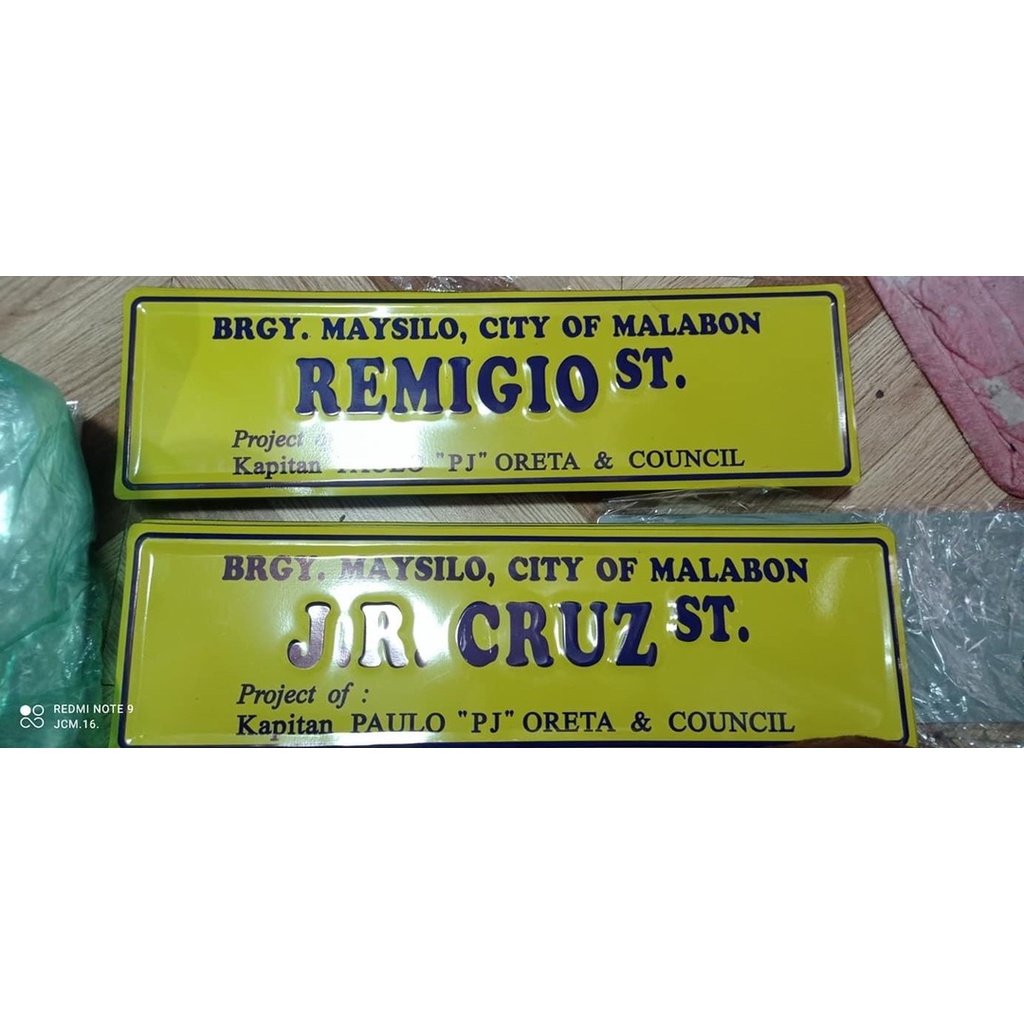 BRGY. MAYSILO, CITY OF MALABON
REMIGIO ST.
Project
Kapitan PAULO "PJ" ORETA & COUNCIL
BRGY. MAYSILO, CITY OF MALABON
J.R. CRUZ ST.
Project of :
Kapitan PAULO "PJ" ORETA & COUNCIL
REDMI NOTE 9
JCM.16.